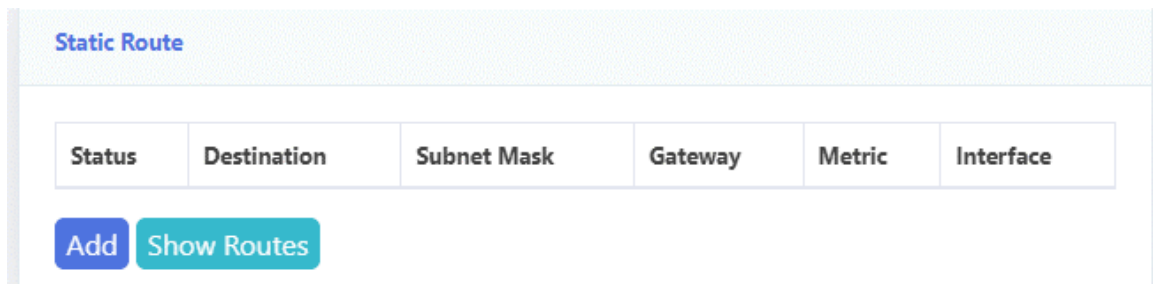 Static Route
Status Destination Subnet Mask Gateway Metric Interface
Add Show Routes